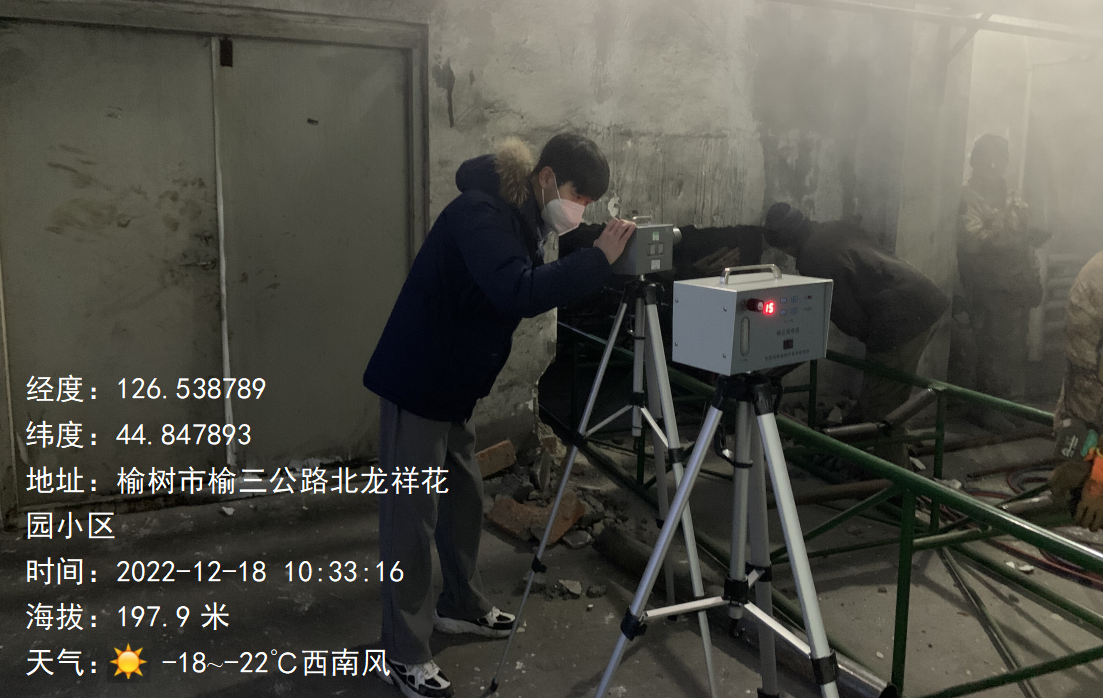 15
经度：126.538789
纬度：44.847893
地址：榆树市榆三公路北龙祥花
园小区
时间：2022-12-18 10:33:16
海拔：197.9 米
天气：☀️ -18~-22℃西南风